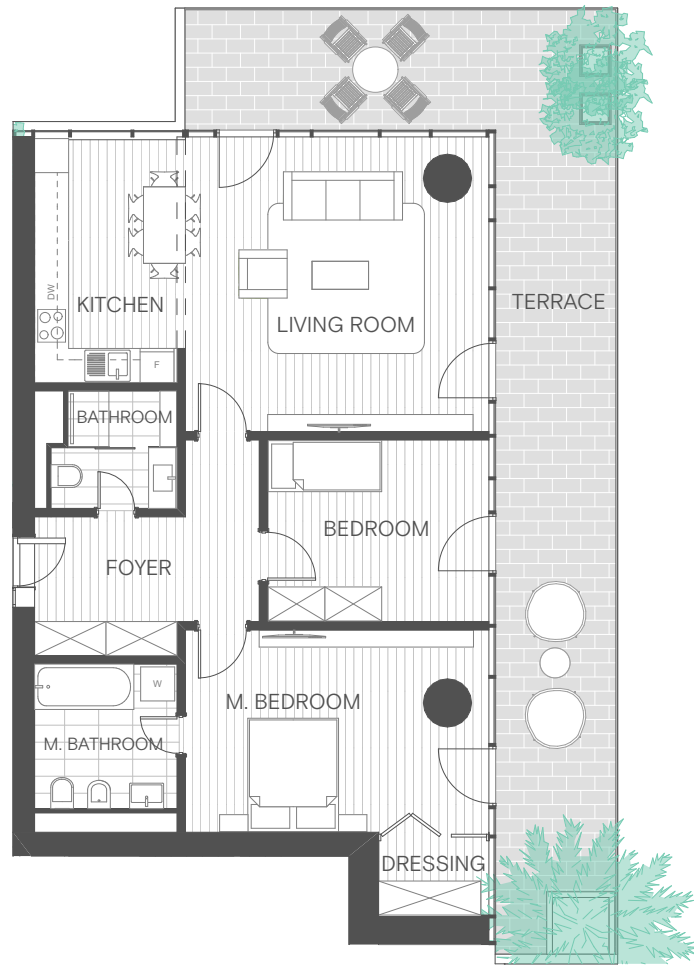 DW
KITCHEN
TERRACE
LIVING ROOM
F
BATHROOM
BEDROOM
FOYER
W
M. BEDROOM
M. BATHROOM
DRESSING